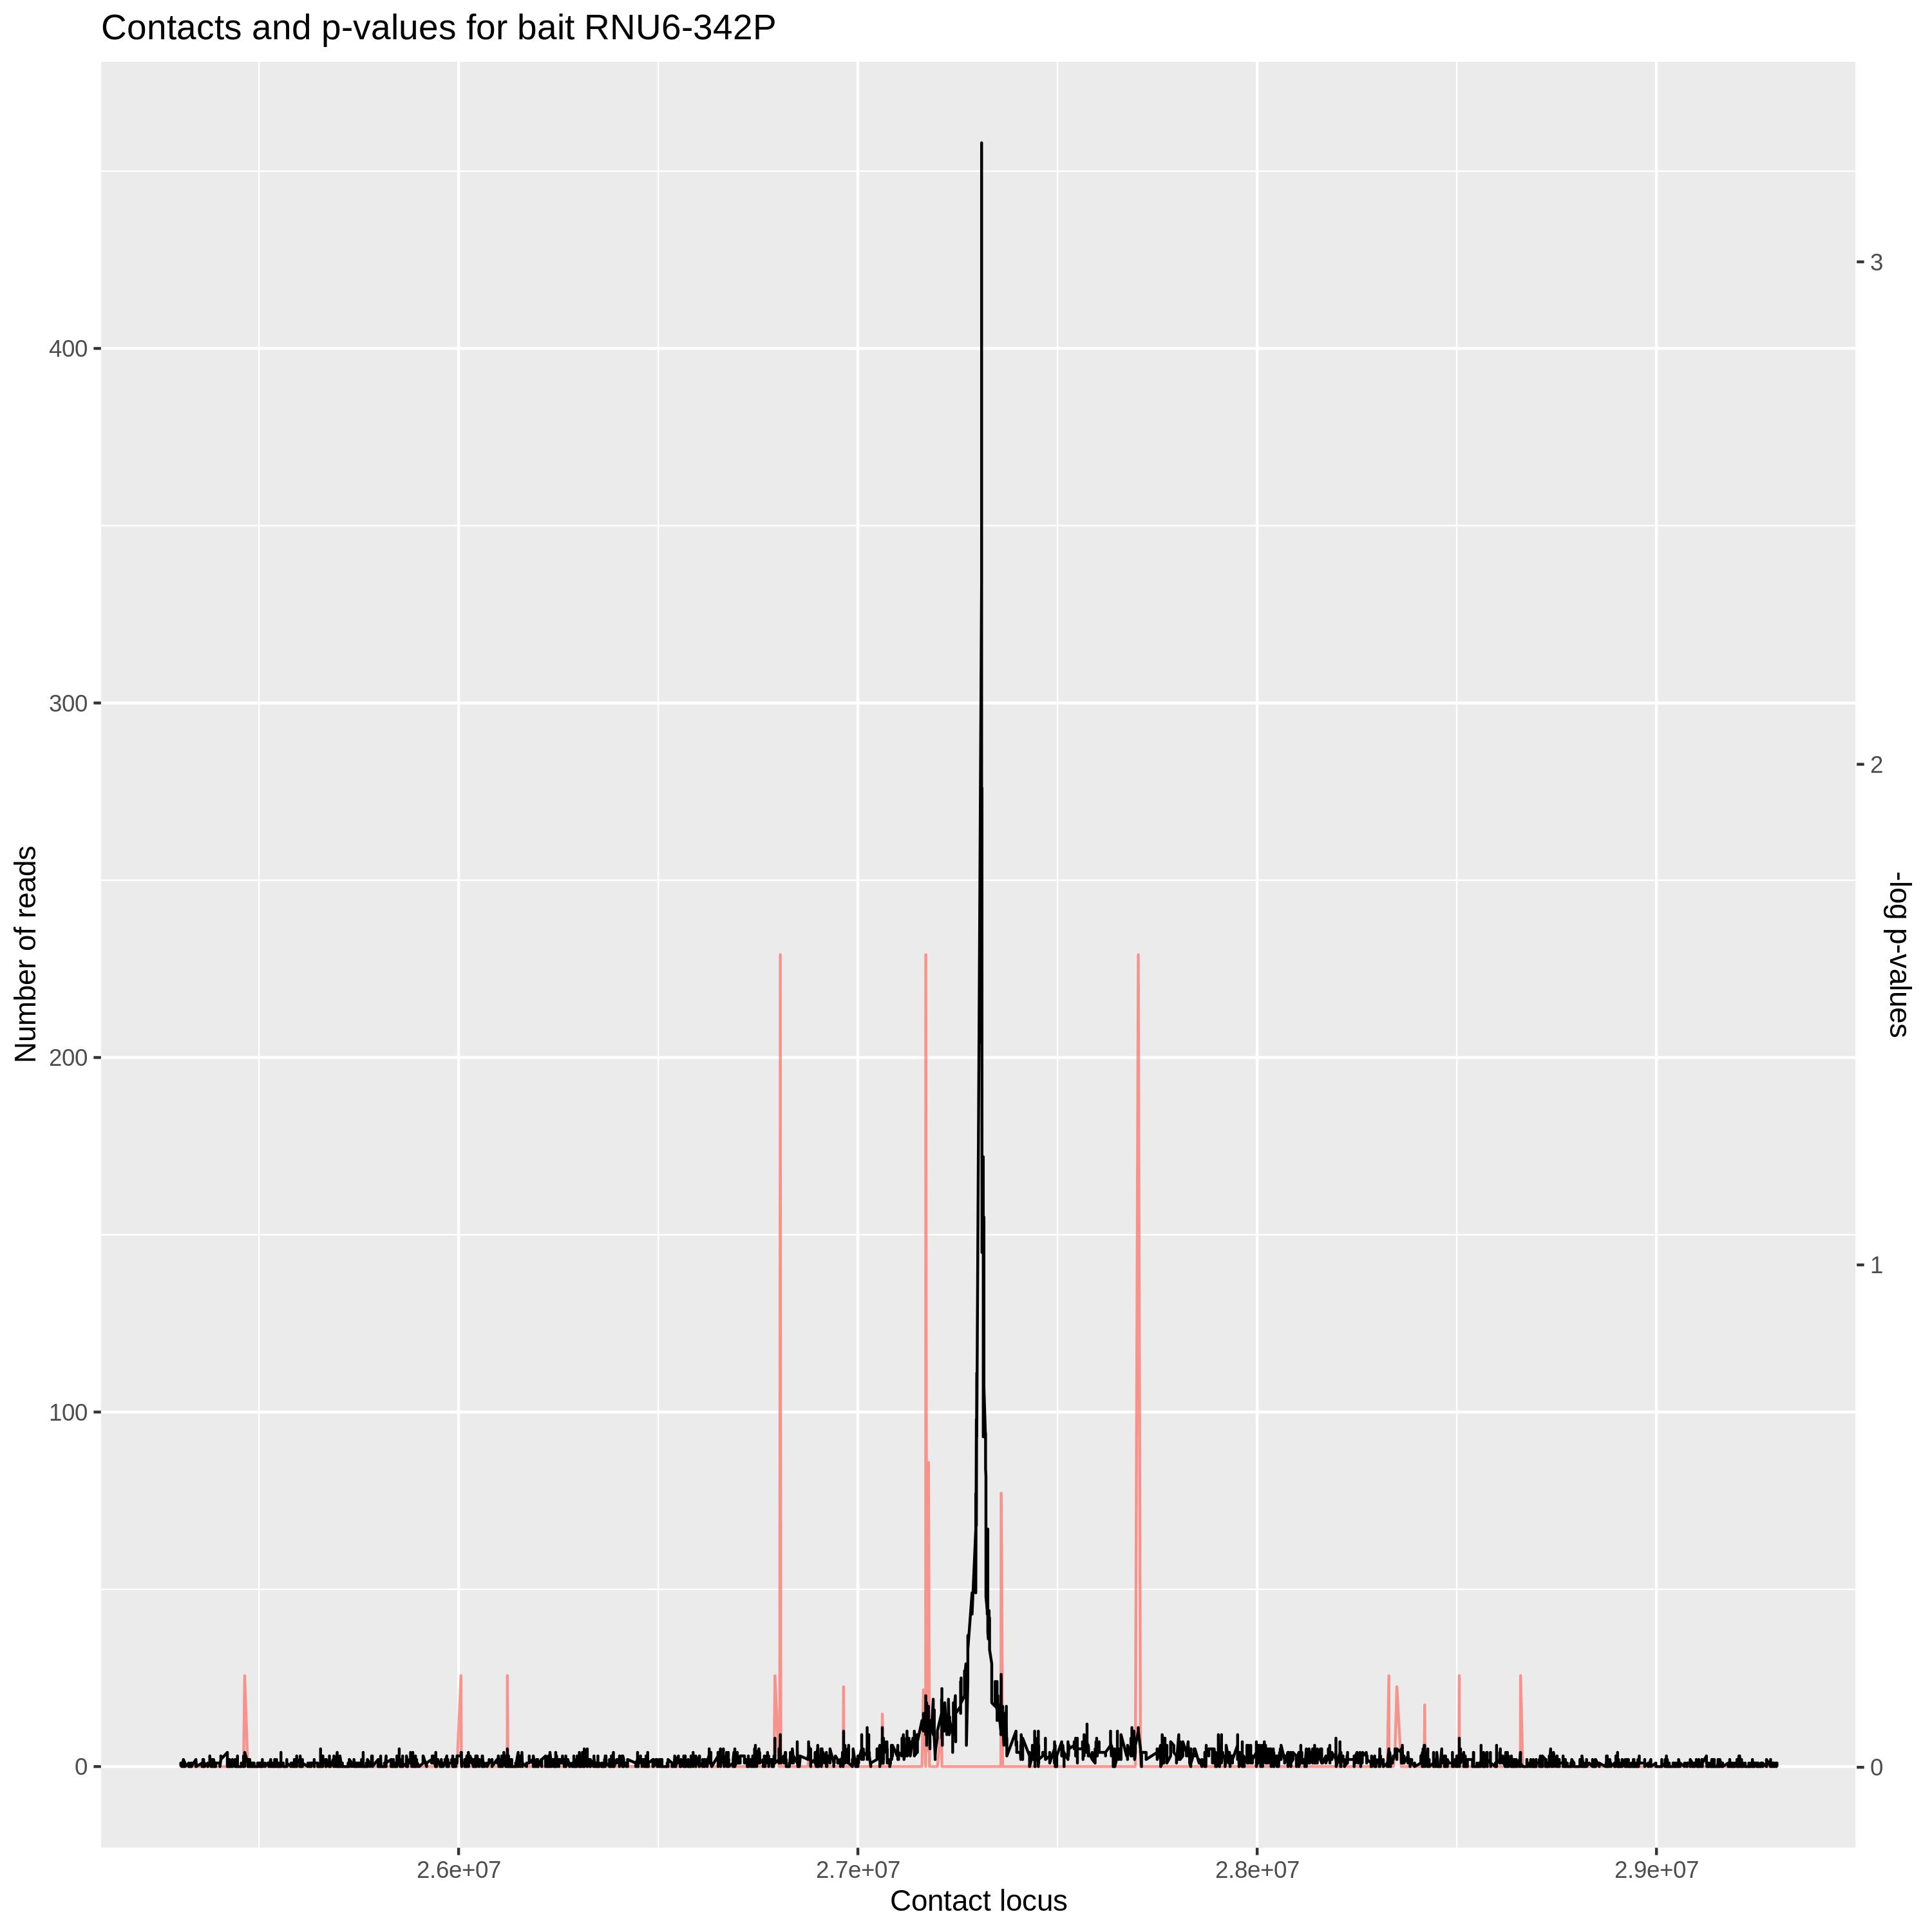 Contacts and p-values for bait RNU6-342P
Number of reads
400
300
200
100
0
3
2
1
0
-log p-values
2.6e+07
2.7e+07
2.8e+07
2.9e+07
Contact locus